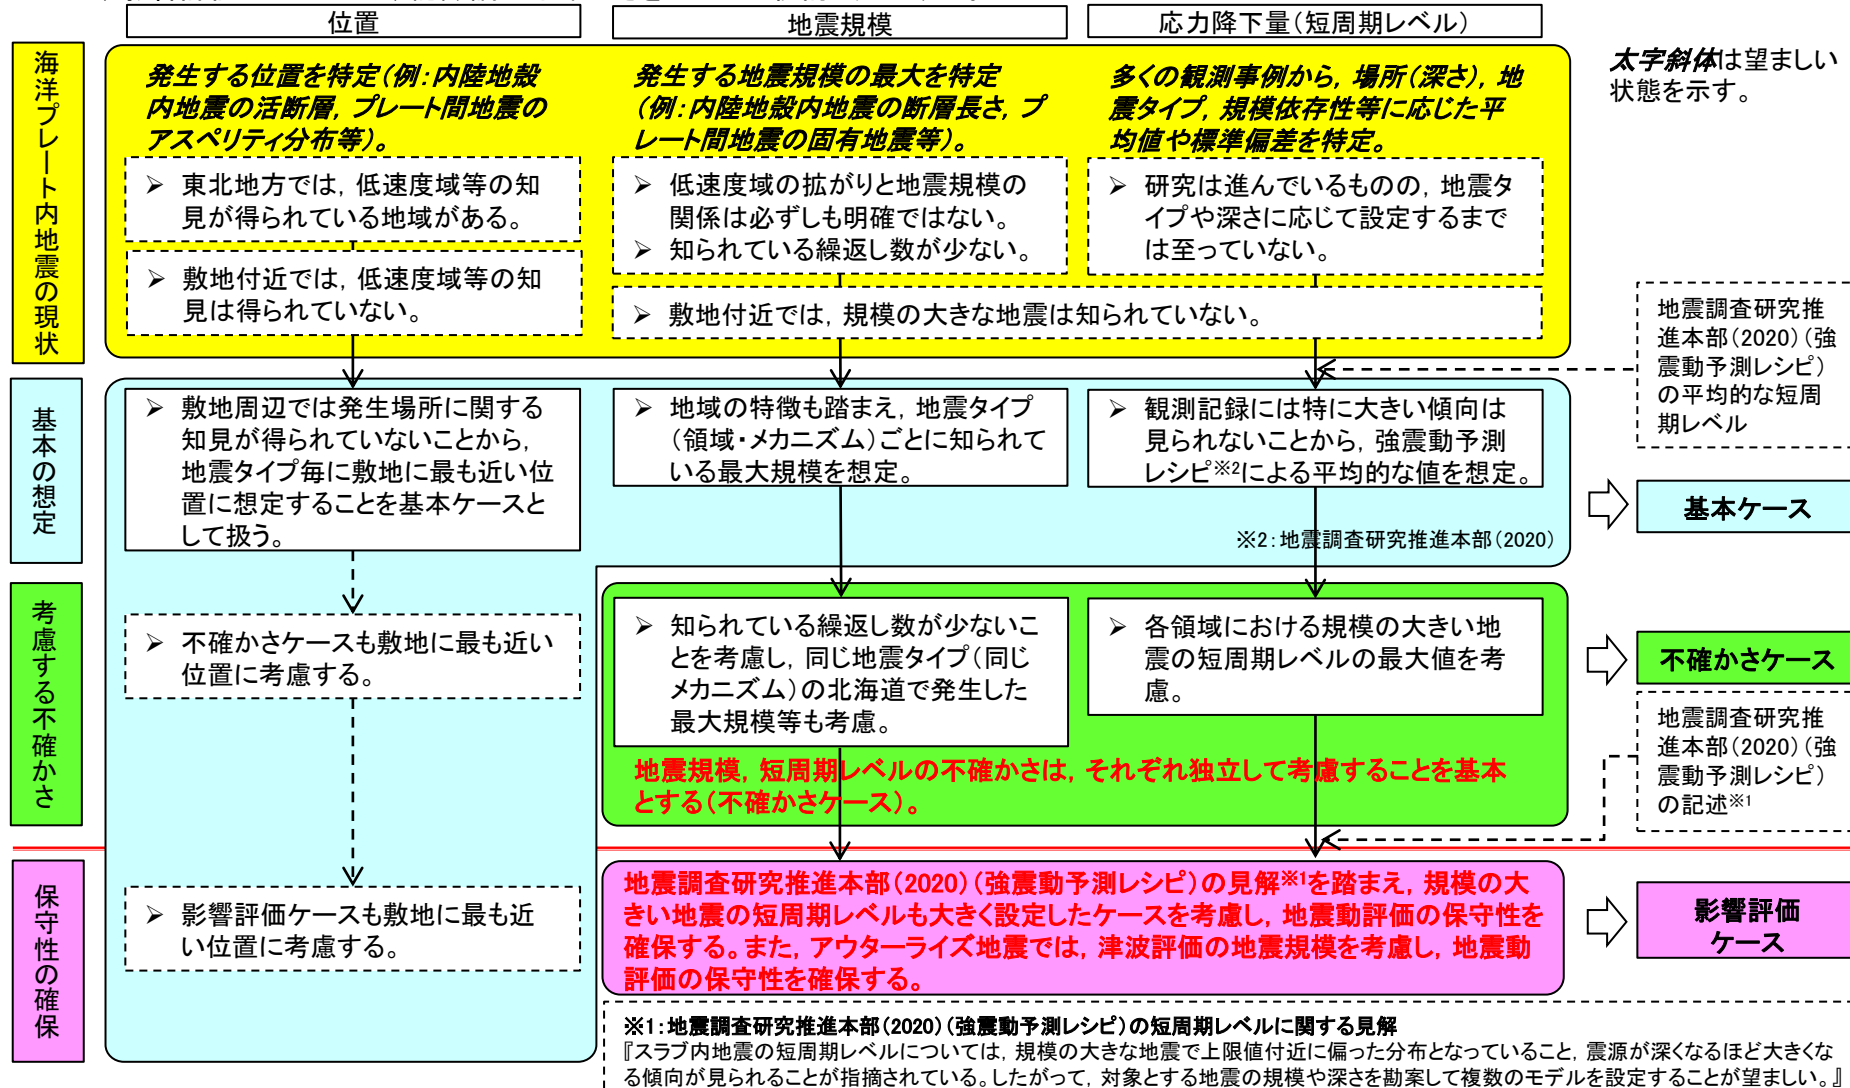 位置
地震規模
応力降下量(短周期レベル)
海洋プレート内地震の現状
発生する位置を特定(例:内陸地殻
内地震の活断層,プレート間地震の
アスペリティ分布等)。
発生する地震規模の最大を特定
(例:内陸地殻内地震の断層長さ,プ
レート間地震の固有地震等)。
多くの観測事例から,場所(深さ),地
震タイプ,規模依存性等に応じた平
均値や標準偏差を特定。
太字斜体は望ましい
状態を示す。
➢ 東北地方では,低速度域等の知
見が得られている地域がある。
➢ 敷地付近では,低速度域等の知
見は得られていない。
➢ 低速度域の拡がりと地震規模の
関係は必ずしも明確ではない。
➢ 知られている繰返し数が少ない。
➢ 研究は進んでいるものの,地震タ
イプや深さに応じて設定するまで
は至っていない。
➢ 敷地付近では,規模の大きな地震は知られていない。
地震調査研究推
進本部(2020)(強
震動予測レシピ)
の平均的な短周
期レベル
基本の想定
➢ 敷地周辺では発生場所に関する
知見が得られていないことから,
地震タイプ毎に敷地に最も近い位
置に想定することを基本ケースと
して扱う。
➢ 地域の特徴も踏まえ,地震タイプ
(領域・メカニズム)ごとに知られて
いる最大規模を想定。
➢ 観測記録には特に大きい傾向は
見られないことから,強震動予測
レシピ※2による平均的な値を想定。
※2:地震調査研究推進本部(2020)
基本ケース
考慮する不確かさ
➢ 不確かさケースも敷地に最も近い
位置に考慮する。
➢ 知られている繰返し数が少ないこ
とを考慮し,同じ地震タイプ(同じ
メカニズム)の北海道で発生した
最大規模等も考慮。
➢ 各領域における規模の大きい地
震の短周期レベルの最大値を考
慮。
地震規模,短周期レベルの不確かさは,それぞれ独立して考慮することを基本
とする(不確かさケース)。
不確かさケース
地震調査研究推
進本部(2020)(強
震動予測レシピ)
の記述※1
保守性の確保
➢ 影響評価ケースも敷地に最も近
い位置に考慮する。
地震調査研究推進本部(2020)(強震動予測レシピ)の見解※1を踏まえ,規模の大
きい地震の短周期レベルも大きく設定したケースを考慮し,地震動評価の保守性を
確保する。また,アウターライズ地震では,津波評価の地震規模を考慮し,地震動
評価の保守性を確保する。
影響評価
ケース
※1:地震調査研究推進本部(2020)(強震動予測レシピ)の短周期レベルに関する見解
『スラブ内地震の短周期レベルについては,規模の大きな地震で上限値付近に偏った分布となっていること,震源が深くなるほど大きくな
る傾向が見られることが指摘されている。したがって,対象とする地震の規模や深さを勘案して複数のモデルを設定することが望ましい。』